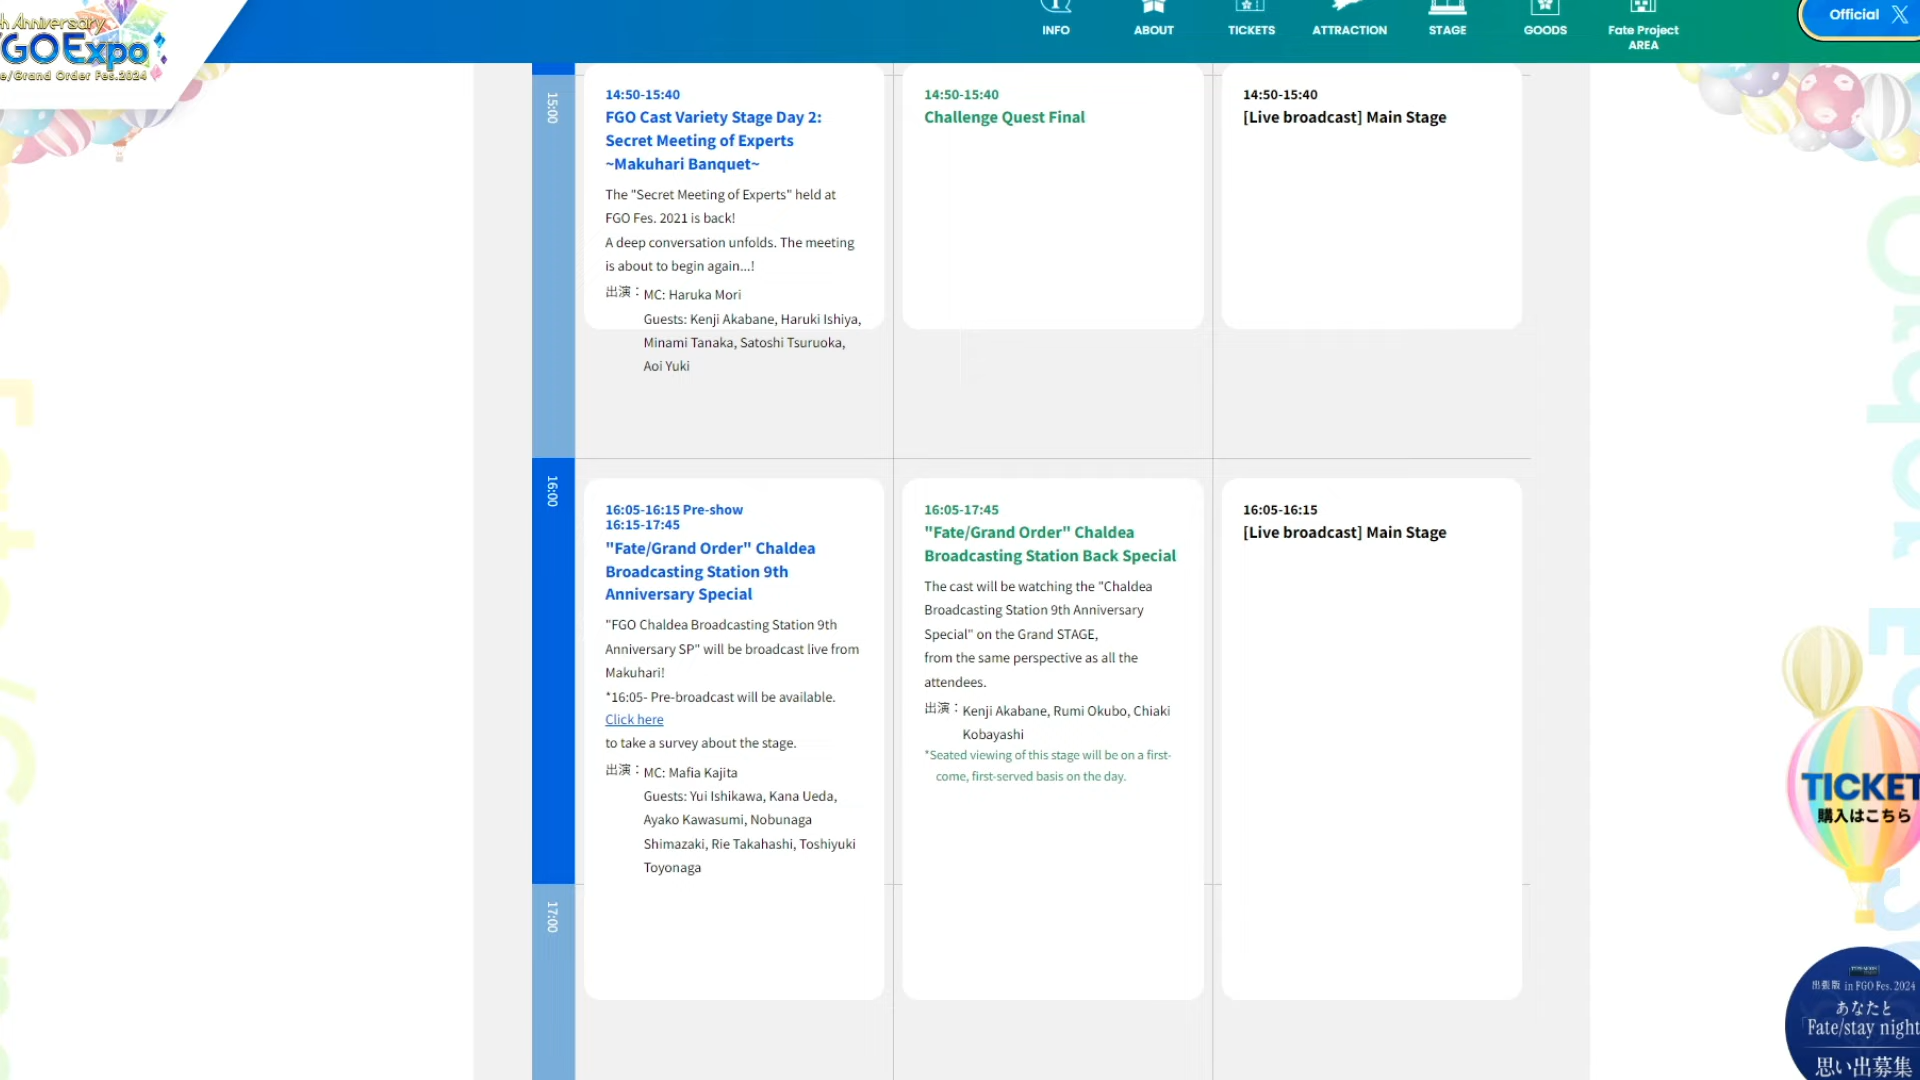 th Anniversary
FGO Expo
e/Grand Order Fes.2024
INFO
ABOUT
TICKETS
ATTRACTION
STAGE
GOODS
Fate Project
AREA
Official X
15:00
14:50-15:40
FGO Cast Variety Stage Day 2:
Secret Meeting of Experts
~Makuhari Banquet~
The "Secret Meeting of Experts" held at
FGO Fes. 2021 is back!
A deep conversation unfolds. The meeting
is about to begin again...!
出演：
MC: Haruka Mori
Guests: Kenji Akabane, Haruki Ishiya,
Minami Tanaka, Satoshi Tsuruoka,
Aoi Yuki
14:50-15:40
Challenge Quest Final
14:50-15:40
[Live broadcast] Main Stage
16:00
16:05-16:15 Pre-show
16:15-17:45
"Fate/Grand Order" Chaldea
Broadcasting Station 9th
Anniversary Special
"FGO Chaldea Broadcasting Station 9th
Anniversary SP" will be broadcast live from
Makuhari!
*16:05- Pre-broadcast will be available.
Click here
to take a survey about the stage.
出演：
MC: Mafia Kajita
Guests: Yui Ishikawa, Kana Ueda,
Ayako Kawasumi, Nobunaga
Shimazaki, Rie Takahashi, Toshiyuki
Toyonaga
16:05-17:45
"Fate/Grand Order" Chaldea
Broadcasting Station Back Special
The cast will be watching the "Chaldea
Broadcasting Station 9th Anniversary
Special" on the Grand STAGE,
from the same perspective as all the
attendees.
出演：
Kenji Akabane, Rumi Okubo, Chiaki
Kobayashi
*Seated viewing of this stage will be on a first-
come, first-served basis on the day.
16:05-16:15
[Live broadcast] Main Stage
17:00
TICKET
購入はこちら
出張版 in FGO Fes. 2024
あなたと
「Fate/stay night
思い出募集